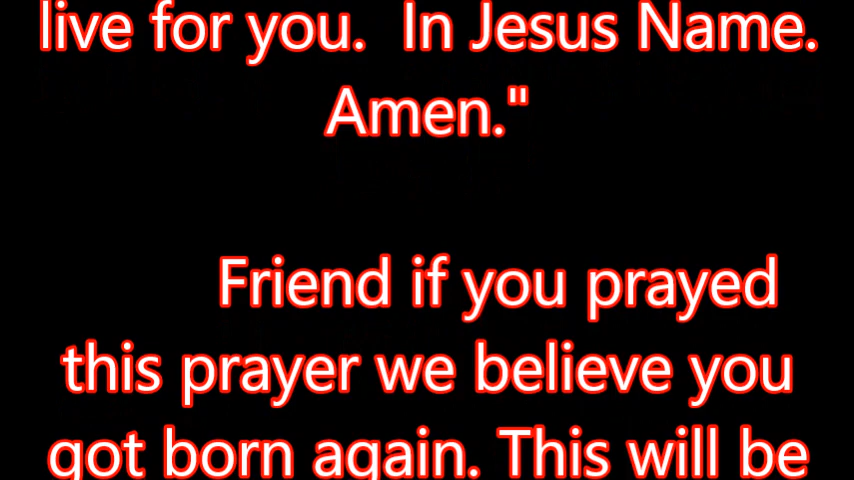 live for you.  In Jesus Name.
Amen."
Friend if you prayed
this prayer we believe you
got born again. This will be